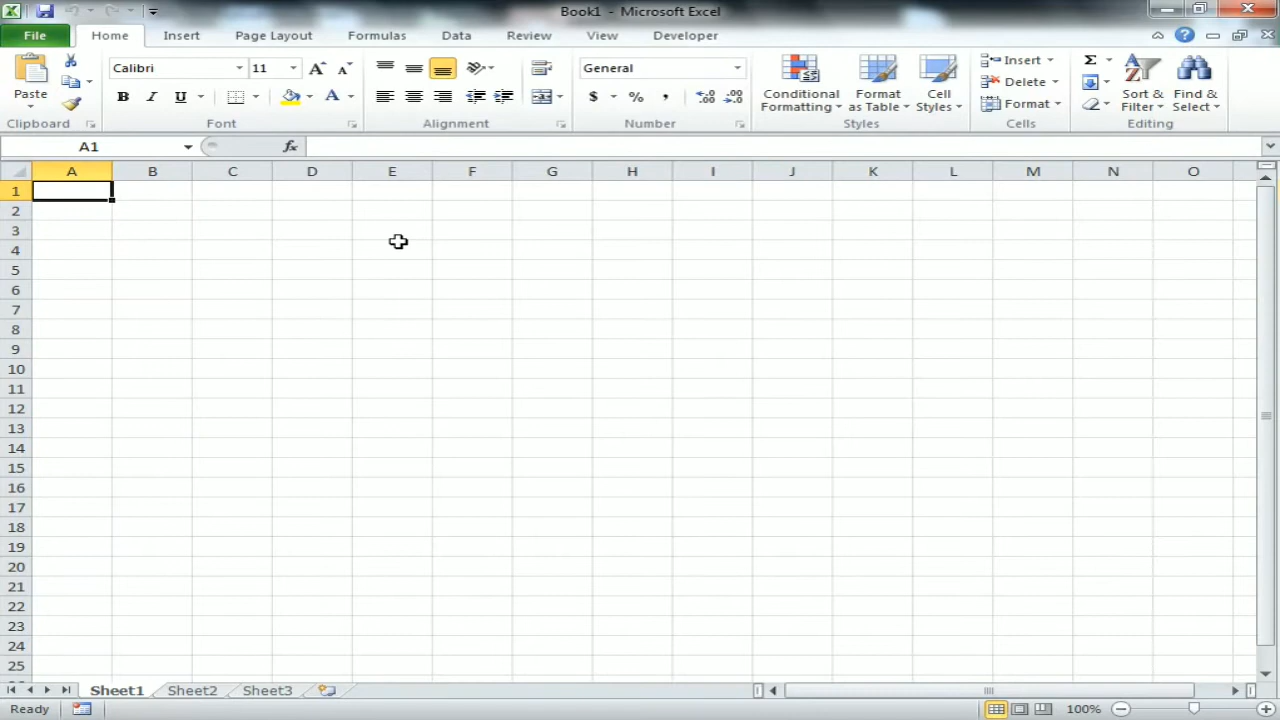 Book1 - Microsoft Excel
File Home Insert Page Layout Formulas Data Review View Developer
Calibri 11 General Insert Σ
Paste B I U A $ % , Conditional Formatting Format as Table Cell Styles Delete Sort & Filter Find & Select
Format
Clipboard Font Alignment Number Styles Cells Editing
A1 fx
A B C D E F G H I J K L M N O
1
2
3
4
5
6
7
8
9
10
11
12
13
14
15
16
17
18
19
20
21
22
23
24
25
Sheet1 Sheet2 Sheet3
Ready 100%